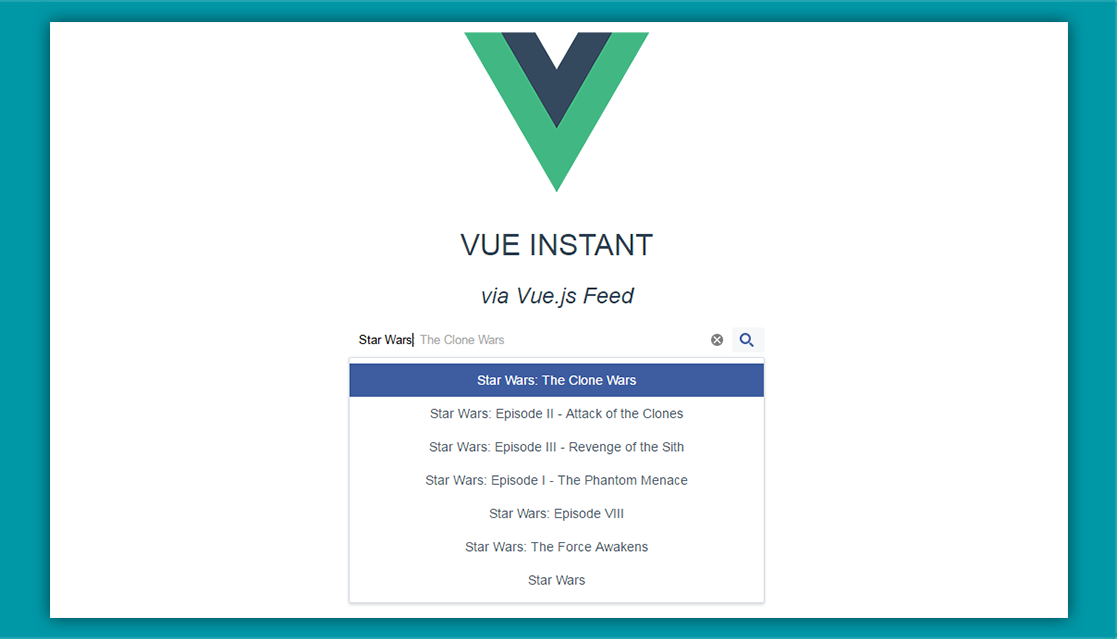 VUE INSTANT
via Vue.js Feed
Star Wars The Clone Wars
Star Wars: The Clone Wars
Star Wars: Episode II - Attack of the Clones
Star Wars: Episode III - Revenge of the Sith
Star Wars: Episode I - The Phantom Menace
Star Wars: Episode VIII
Star Wars: The Force Awakens
Star Wars